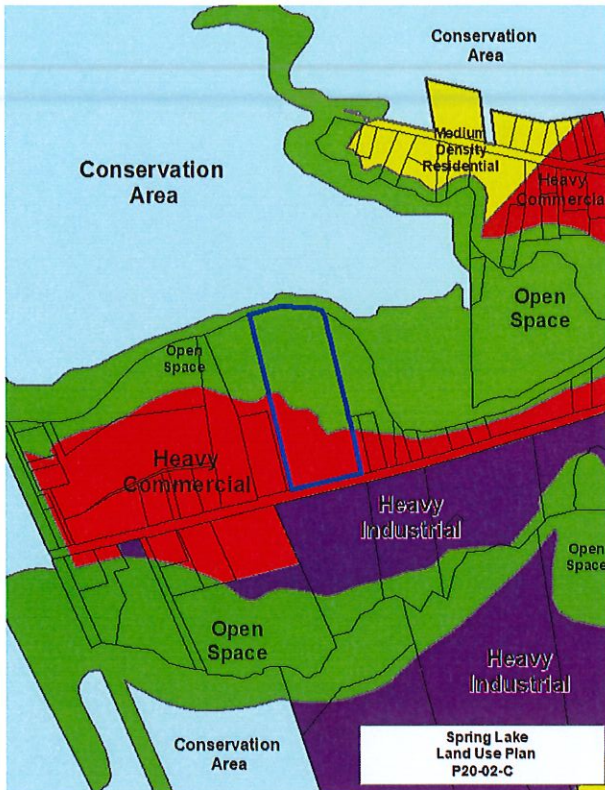 Conservation
Area
Conservation
Area
Medium
Density
Residential
Heavy
Commercial
Open
Space
Open
Space
Heavy
Commercial
Heavy
Industrial
Open
Space
Open
Space
Heavy
Industrial
Conservation
Area
Spring Lake
Land Use Plan
P20-02-C